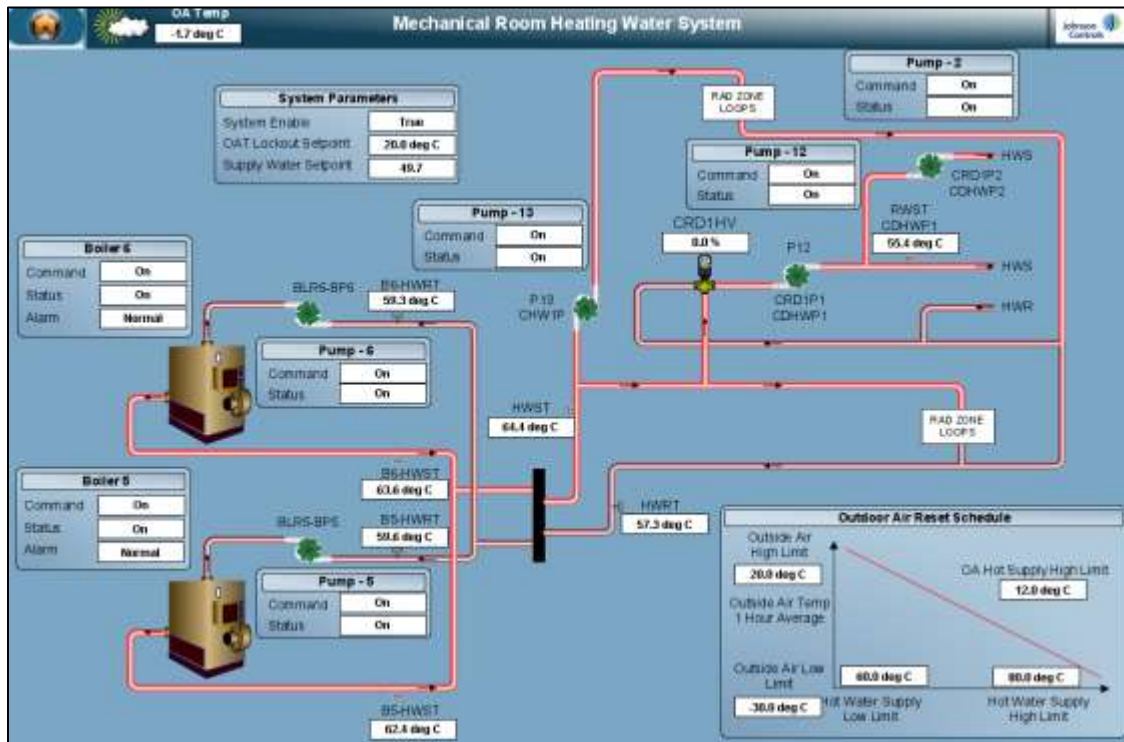 OA Temp
-1.7 deg C
Mechanical Room Heating Water System
Johnson
Controls
System Parameters
System Enable True
OAT Lockout Setpoint 20.0 deg C
Supply Water Setpoint 49.7
RAD ZONE
LOOPS
Pump - 2
Command On
Status On
Pump - 12
Command On
Status On
HWS
CRD1P2
CDHWP2
Pump - 13
Command On
Status On
CRD1HV
0.0 %
P12
RWST
CDHWP1
55.4 deg C
HWS
CRD1P1
CDHWP1
HWR
Boiler 6
Command On
Status On
Alarm Normal
BLRS-BPS
B6-HWRT
59.3 deg C
P.13
CHW1P
Pump - 6
Command On
Status On
HWST
64.4 deg C
RAD ZONE
LOOPS
Boiler 5
Command On
Status On
Alarm Normal
BLRS-BPS
B6-HWST
63.6 deg C
B5-HWRT
59.6 deg C
HWRT
57.3 deg C
Pump - 5
Command On
Status On
B5-HWST
62.4 deg C
Outdoor Air Reset Schedule
Outside Air
High Limit
20.0 deg C
OA Hot Supply High Limit
12.0 deg C
Outside Air Temp
1 Hour Average
Outside Air Low
Limit
-30.0 deg C
60.0 deg C
Hot Water Supply
Low Limit
80.0 deg C
Hot Water Supply
High Limit